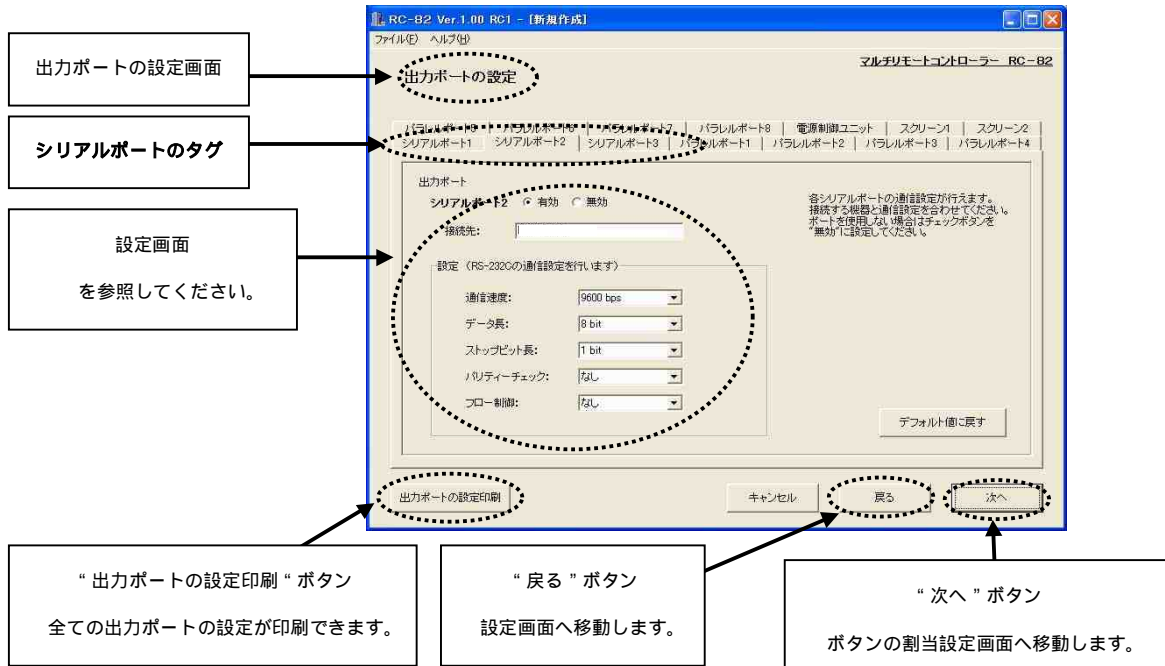 RC-82 Ver.1.00 RC1 - [新規作成]
ファイル(F) ヘルプ(H)
出力ポートの設定画面
出力ポートの設定
マルチリモートコントローラー RC-82
シリアルポートのタグ
パラレルポート6 パラレルポート7 パラレルポート8 電源制御ユニット スクリーン1 スクリーン2
シリアルポート1 シリアルポート2 シリアルポート3 パラレルポート1 パラレルポート2 パラレルポート3 パラレルポート4
設定画面
を参照してください。
出力ポート
シリアルポート2 有効 無効
接続先:
各シリアルポートの通信設定が行えます。
接続する機器と通信設定を合わせてください。
ポートを使用しない場合はチェックボタンを
"無効"に設定してください。
設定 (RS-232Cの通信設定を行います)
通信速度: 9600 bps
データ長: 8 bit
ストップビット長: 1 bit
パリティーチェック: なし
フロー制御: なし
デフォルト値に戻す
出力ポートの設定印刷 キャンセル 戻る 次へ
“出力ポートの設定印刷“ボタン
全ての出力ポートの設定が印刷できます。
“戻る”ボタン
設定画面へ移動します。
“次へ”ボタン
ボタンの割当設定画面へ移動します。